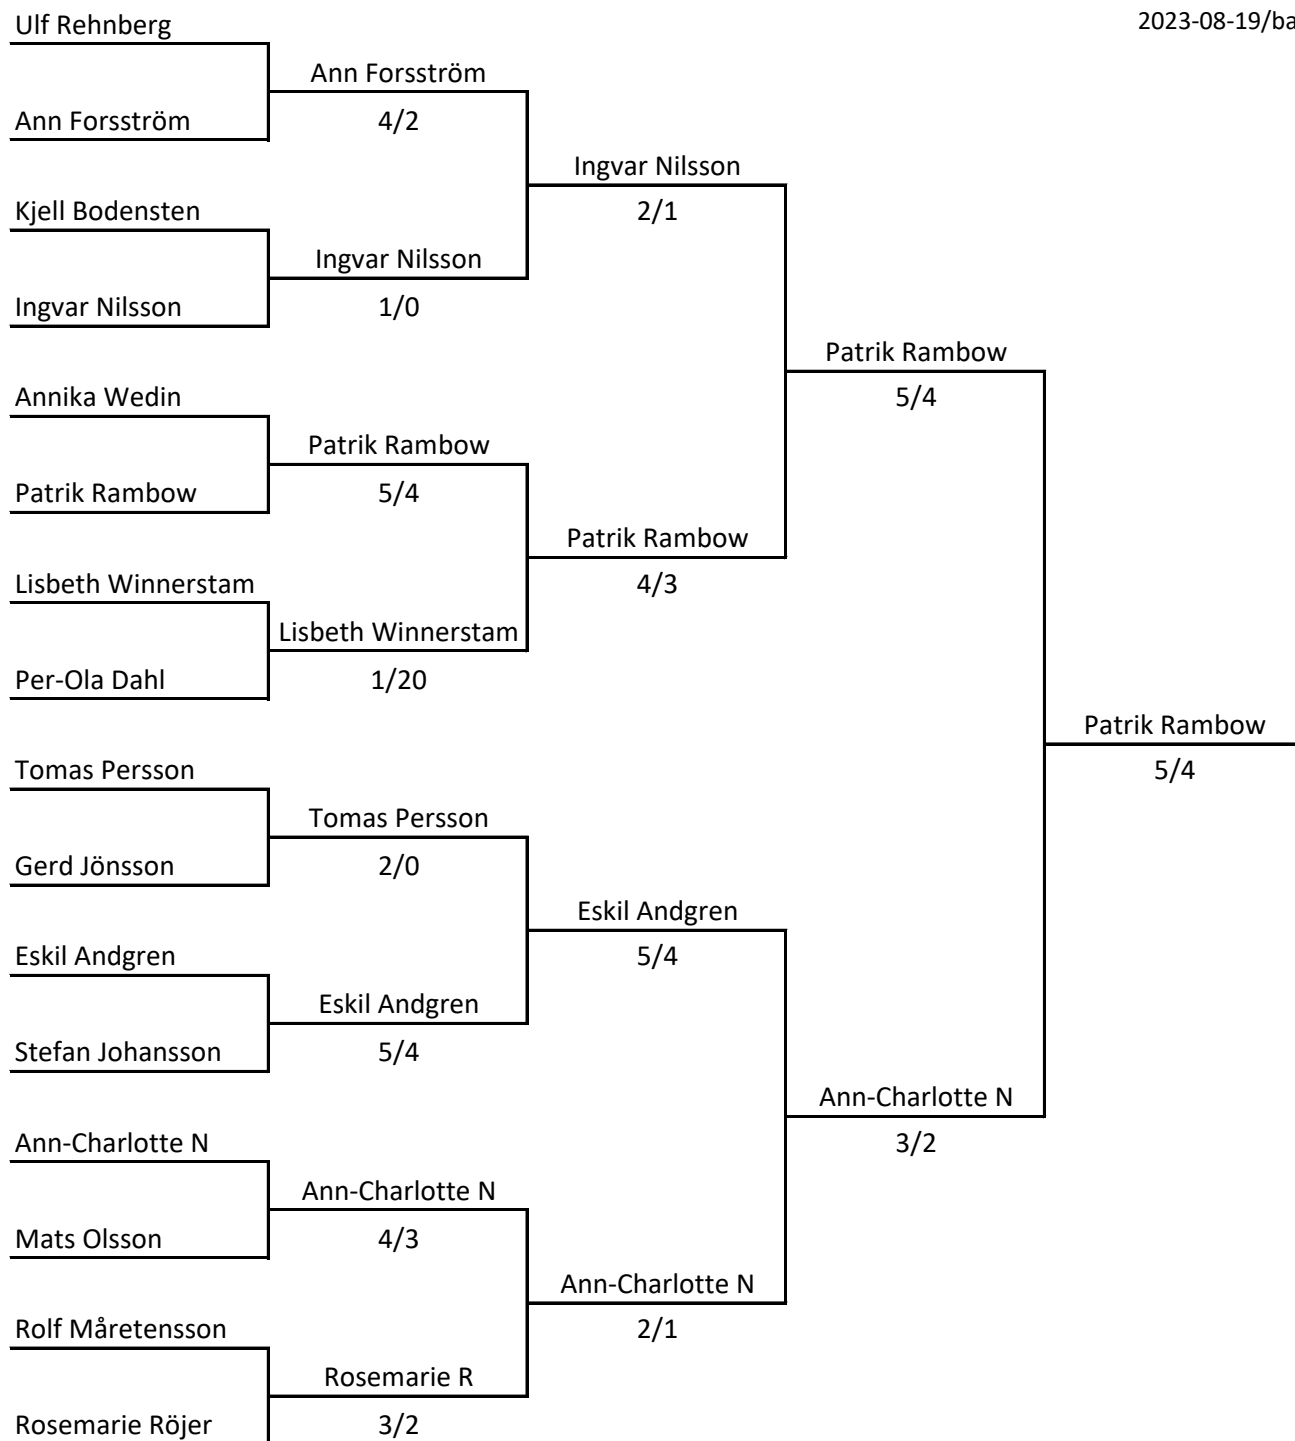 Ulf Rehnberg
2023-08-19/ba
Ann Forsström
Ann Forsström
4/2
Ingvar Nilsson
Kjell Bodensten
2/1
Ingvar Nilsson
Ingvar Nilsson
1/0
Patrik Rambow
Annika Wedin
5/4
Patrik Rambow
Patrik Rambow
5/4
Patrik Rambow
Lisbeth Winnerstam
4/3
Lisbeth Winnerstam
Per-Ola Dahl
1/20
Patrik Rambow
Tomas Persson
5/4
Tomas Persson
Gerd Jönsson
2/0
Eskil Andgren
Eskil Andgren
5/4
Eskil Andgren
Stefan Johansson
5/4
Ann-Charlotte N
Ann-Charlotte N
3/2
Ann-Charlotte N
Mats Olsson
4/3
Ann-Charlotte N
Rolf Måretensson
2/1
Rosemarie R
Rosemarie Röjer
3/2